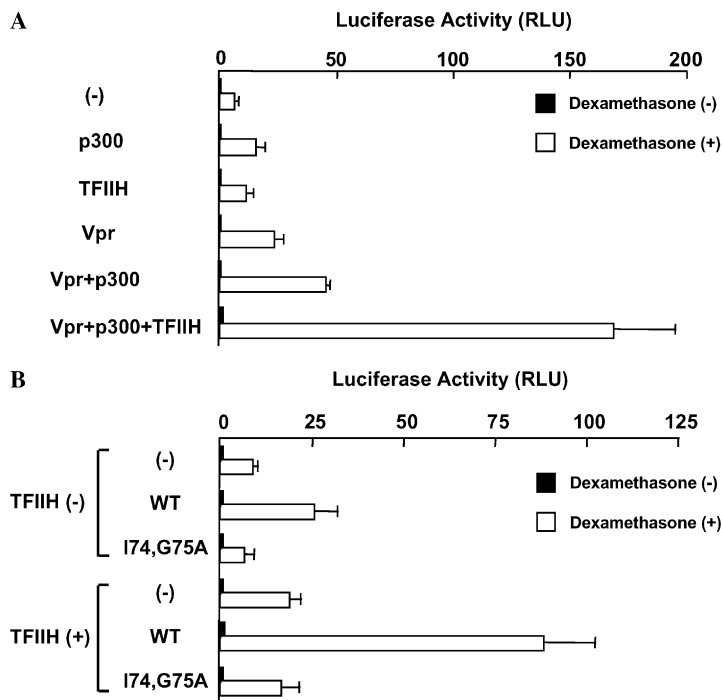 A
Luciferase Activity (RLU)
0 50 100 150 200
(-)
Dexamethasone (-)
p300
Dexamethasone (+)
TFIIH
Vpr
Vpr+p300
Vpr+p300+TFIIH
B
Luciferase Activity (RLU)
0 25 50 75 100 125
(-)
Dexamethasone (-)
TFIIH (-)
WT
Dexamethasone (+)
I74,G75A
(-)
TFIIH (+)
WT
I74,G75A